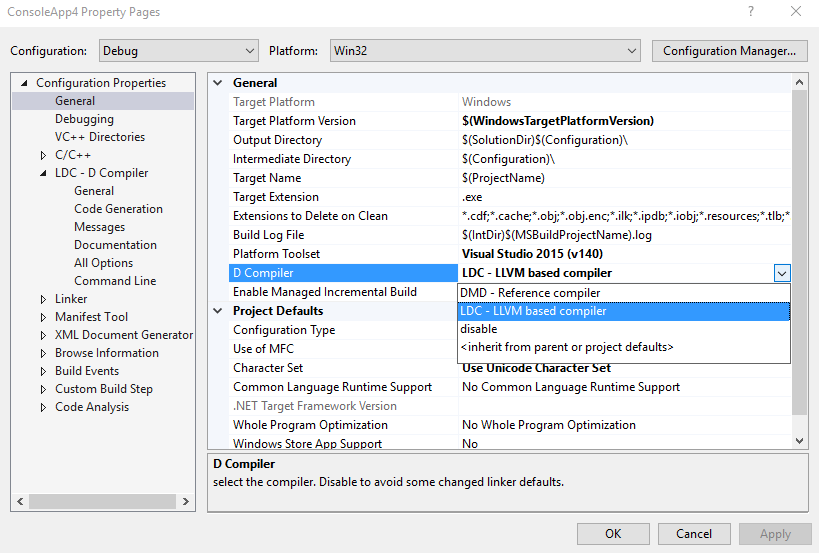 ConsoleApp4 Property Pages ? ×
Configuration: Debug Platform: Win32 Configuration Manager...
Configuration Properties
General
Debugging
VC++ Directories
C/C++
LDC - D Compiler
General
Code Generation
Messages
Documentation
All Options
Command Line
Linker
Manifest Tool
XML Document Generator
Browse Information
Build Events
Custom Build Step
Code Analysis
General
Target Platform Windows
Target Platform Version $(WindowsTargetPlatformVersion)
Output Directory $(SolutionDir)$(Configuration)\
Intermediate Directory $(Configuration)\
Target Name $(ProjectName)
Target Extension .exe
Extensions to Delete on Clean *.cdf;*.cache;*.obj;*.obj.enc;*.ilk;*.ipdb;*.iobj;*.resources;*.tlb;*
Build Log File $(IntDir)$(MSBuildProjectName).log
Platform Toolset Visual Studio 2015 (v140)
D Compiler LDC - LLVM based compiler
Enable Managed Incremental Build
DMD - Reference compiler
LDC - LLVM based compiler
disable
<inherit from parent or project defaults>
Project Defaults
Configuration Type
Use of MFC
Character Set Use Unicode Character Set
Common Language Runtime Support No Common Language Runtime Support
.NET Target Framework Version
Whole Program Optimization No Whole Program Optimization
Windows Store App Support No
D Compiler
select the compiler. Disable to avoid some changed linker defaults.
OK Cancel Apply